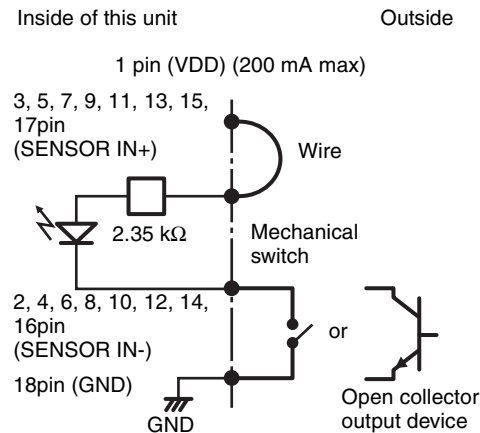 Inside of this unit
Outside
1 pin (VDD) (200 mA max)
3, 5, 7, 9, 11, 13, 15,
17pin
(SENSOR IN+)
Wire
2.35 kΩ
Mechanical
switch
2, 4, 6, 8, 10, 12, 14,
16pin
(SENSOR IN-)
or
18pin (GND)
GND
Open collector
output device